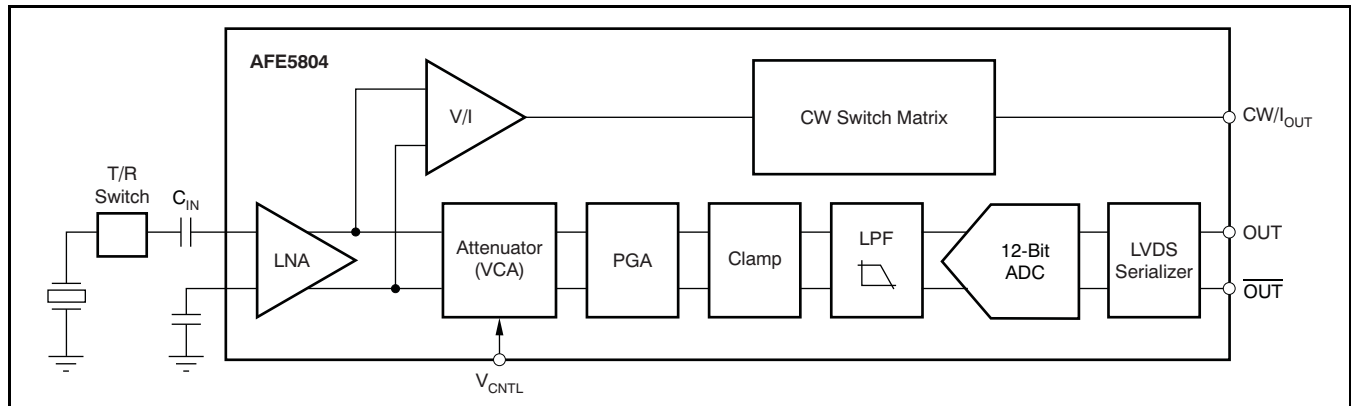 AFE5804
V/I
CW Switch Matrix
CW/I_OUT
T/R
Switch
C_IN
LNA
Attenuator
(VCA)
PGA
Clamp
LPF
12-Bit
ADC
LVDS
Serializer
OUT
OUT
V_CNTL